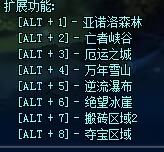 扩展功能:
[ALT + 1] - 亚诺洛森林
[ALT + 2] - 亡者峡谷
[ALT + 3] - 厄运之城
[ALT + 4] - 万年雪山
[ALT + 5] - 逆流瀑布
[ALT + 6] - 绝望冰崖
[ALT + 7] - 搬砖区域2
[ALT + 8] - 夺宝区域